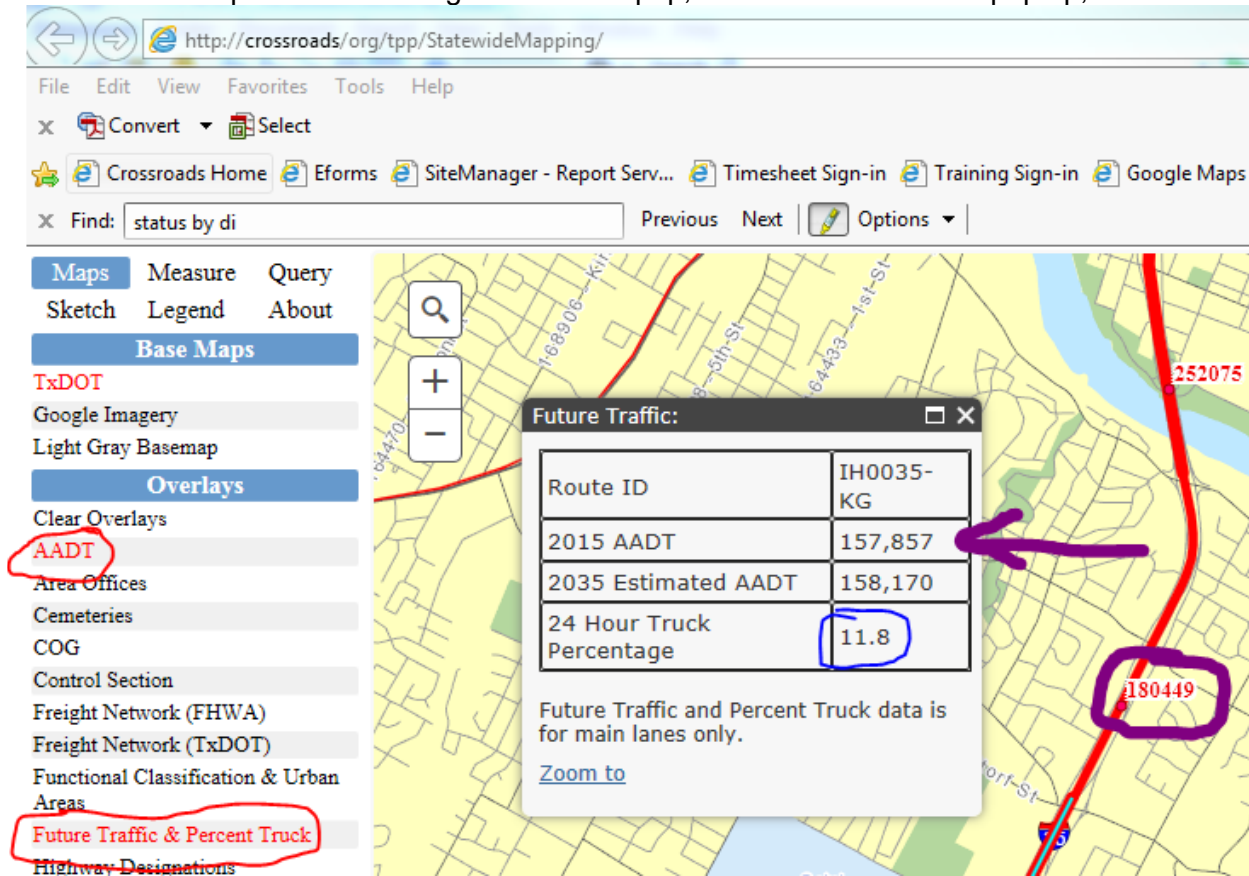 http://crossroads/org/tpp/StatewideMapping/
File Edit View Favorites Tools Help
x Convert Select
Crossroads Home Eforms SiteManager - Report Serv... Timesheet Sign-in Training Sign-in Google Maps
x Find: status by di Previous Next Options
Maps Measure Query
Sketch Legend About
Base Maps
TxDOT
Google Imagery
Light Gray Basemap
Overlays
Clear Overlays
AADT
Area Offices
Cemeteries
COG
Control Section
Freight Network (FHWA)
Freight Network (TxDOT)
Functional Classification & Urban
Areas
Future Traffic & Percent Truck
Highway Designations
+
−
Future Traffic:
Route ID IH0035-
KG
2015 AADT 157,857
2035 Estimated AADT 158,170
24 Hour Truck
Percentage 11.8
Future Traffic and Percent Truck data is
for main lanes only.
Zoom to
252075
180449
5th-St
1st-St
168906
64433